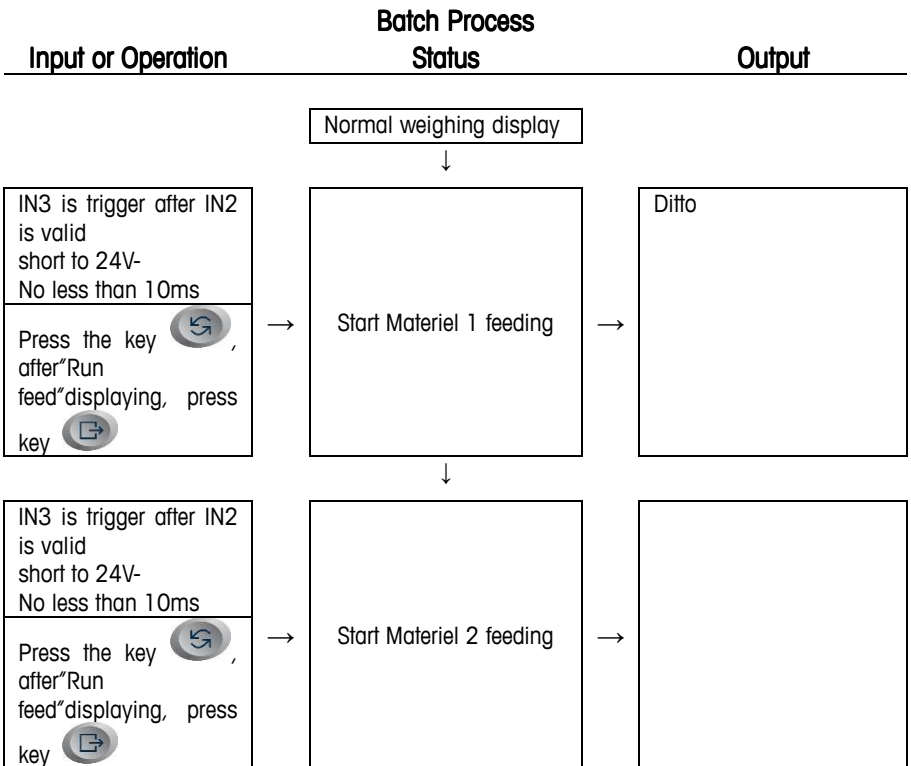 Batch Process
Input or Operation Status Output
Normal weighing display
↓
IN3 is trigger after IN2
is valid
short to 24V-
No less than 10ms
Press the key ,
after"Run
feed"displaying, press
key
→
Start Materiel 1 feeding
→
Ditto
↓
IN3 is trigger after IN2
is valid
short to 24V-
No less than 10ms
Press the key ,
after"Run
feed"displaying, press
key
→
Start Materiel 2 feeding
→